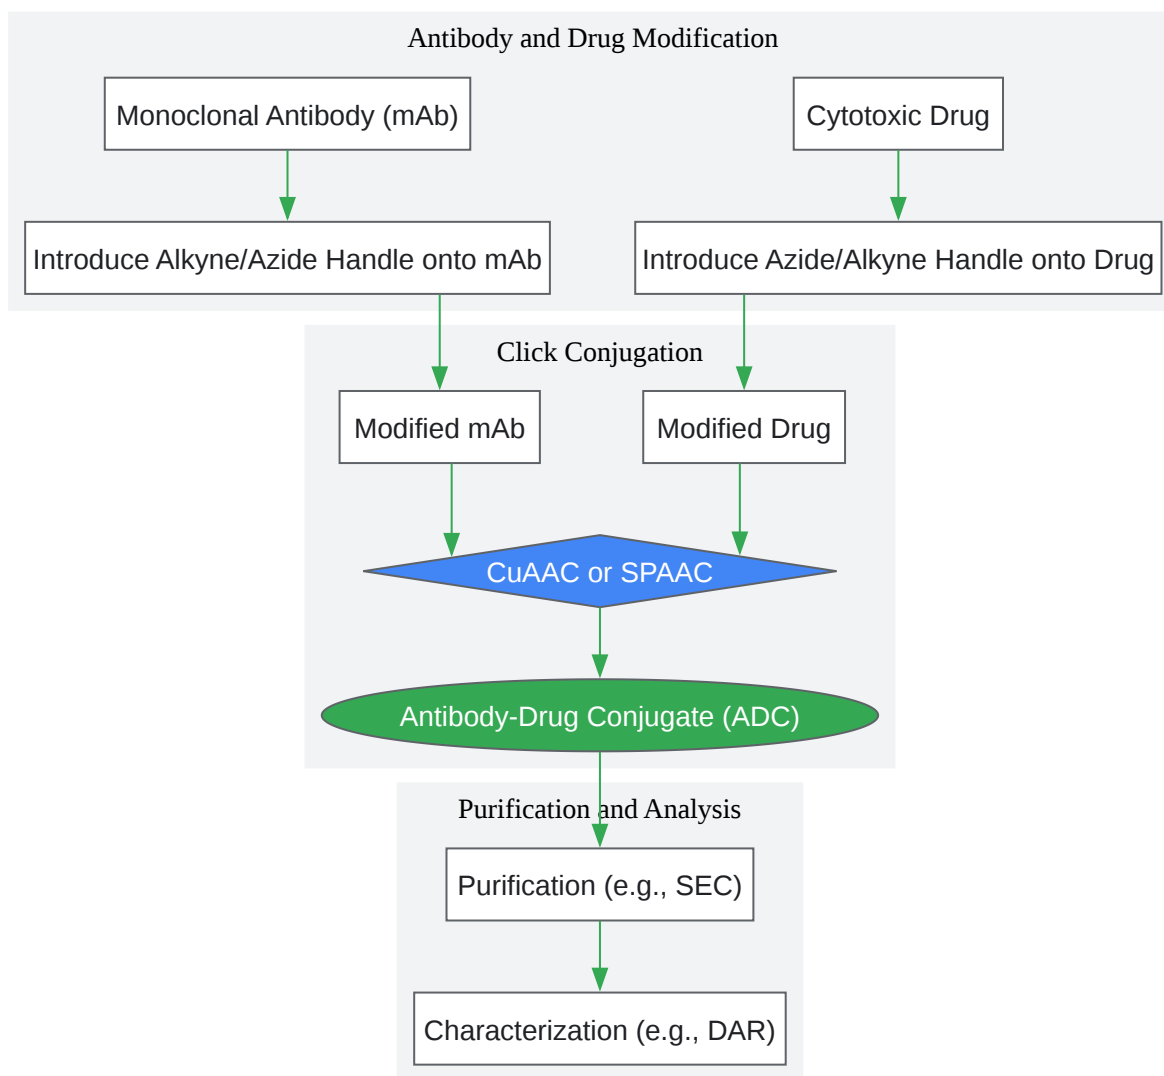 Antibody and Drug Modification
Monoclonal Antibody (mAb)
Cytotoxic Drug
Introduce Alkyne/Azide Handle onto mAb
Introduce Azide/Alkyne Handle onto Drug
Click Conjugation
Modified mAb
Modified Drug
CuAAC or SPAAC
Antibody-Drug Conjugate (ADC)
Purification and Analysis
Purification (e.g., SEC)
Characterization (e.g., DAR)